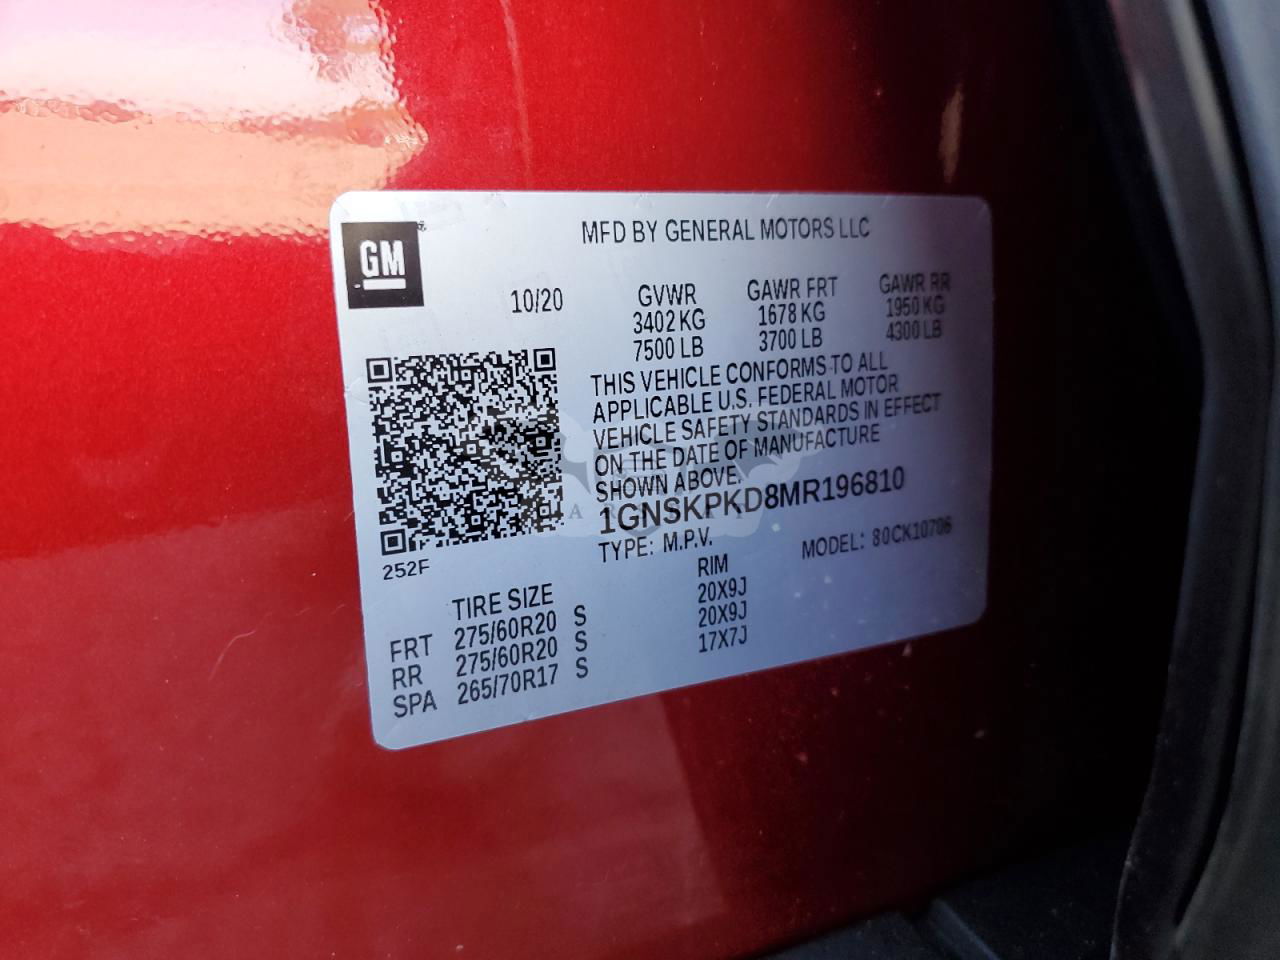 GM
MFD BY GENERAL MOTORS LLC
10/20
GVWR GAWR FRT GAWR RR
3402 KG 1678 KG 1950 KG
7500 LB 3700 LB 4300 LB
THIS VEHICLE CONFORMS TO ALL
APPLICABLE U.S. FEDERAL MOTOR
VEHICLE SAFETY STANDARDS IN EFFECT
ON THE DATE OF MANUFACTURE
SHOWN ABOVE.
1GNSKPKD8MR196810
TYPE: M.P.V. MODEL: 80CK10706
252F
TIRE SIZE RIM
FRT 275/60R20 S 20X9J
RR 275/60R20 S 20X9J
SPA 265/70R17 S 17X7J